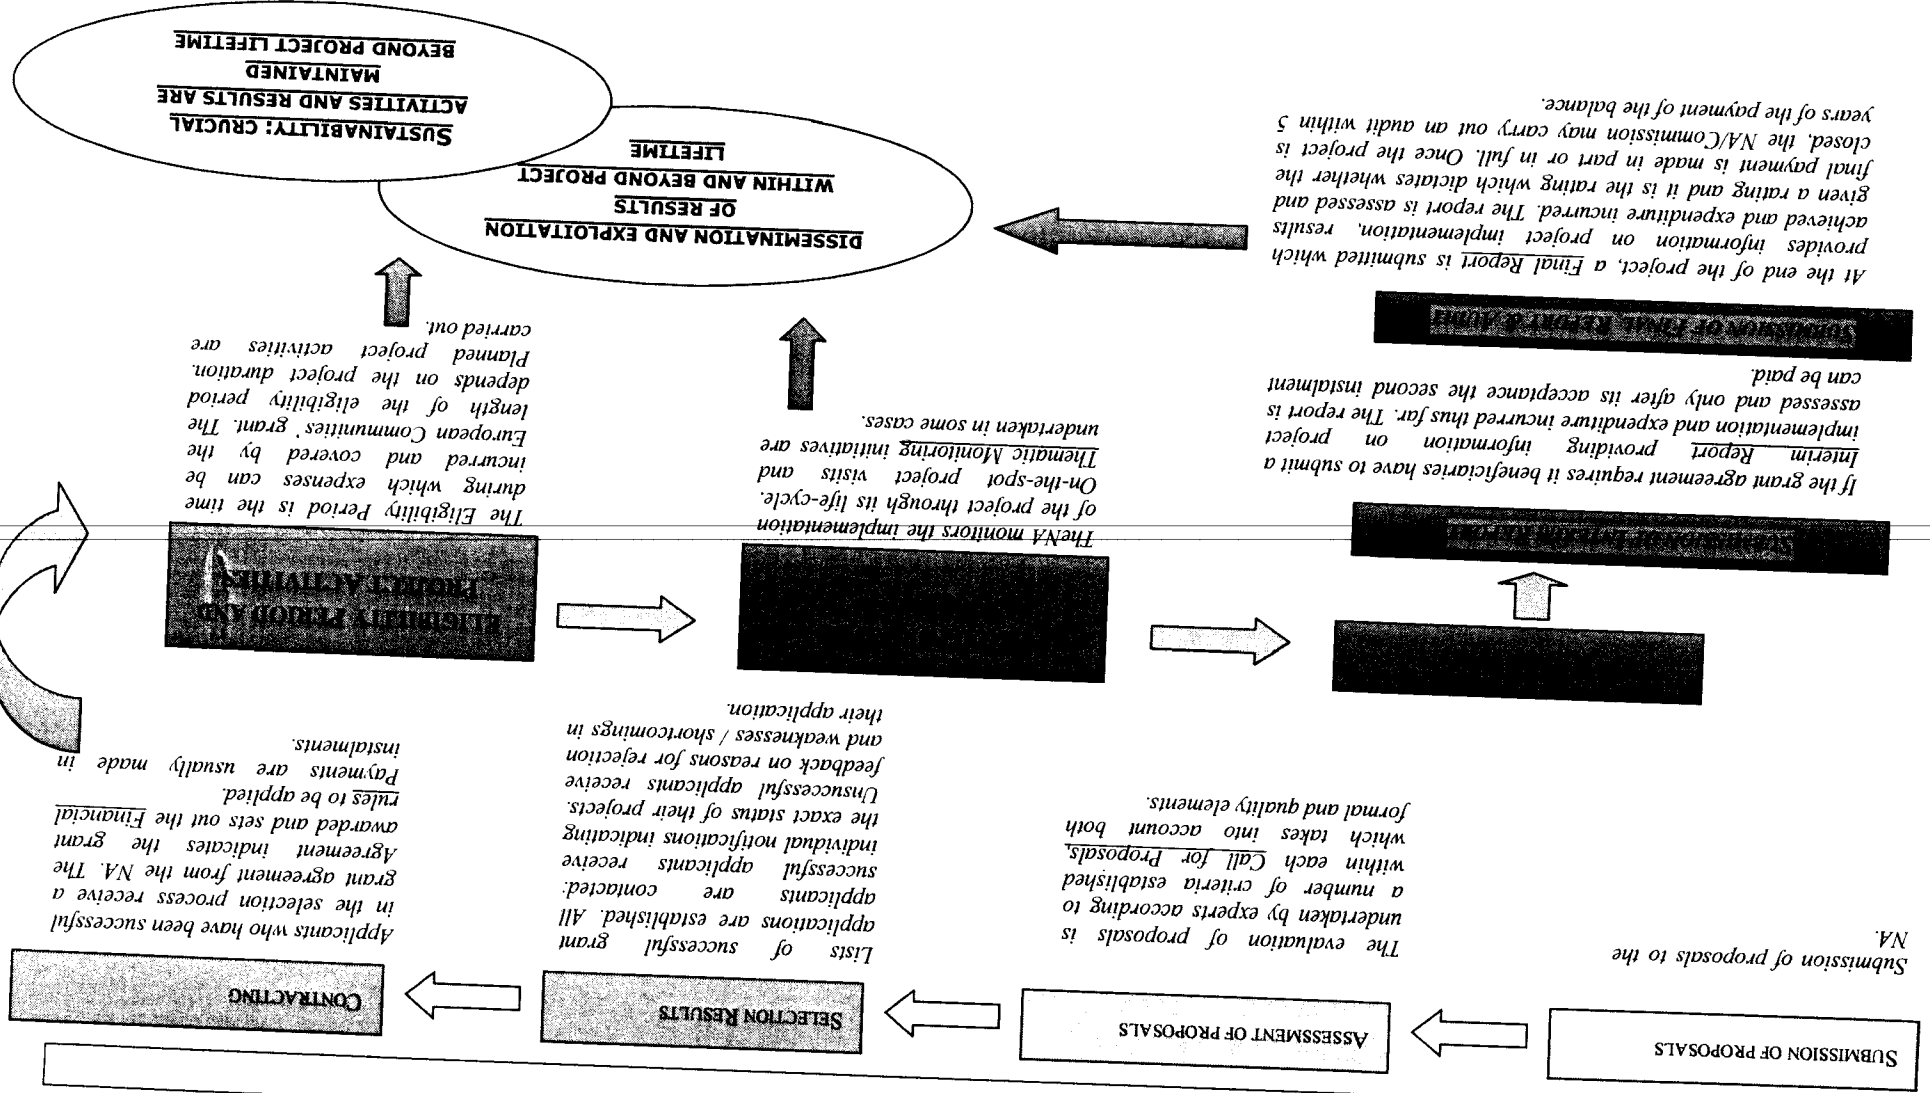 SUBMISSION OF PROPOSALS
Submission of proposals to the
NA.
ASSESSMENT OF PROPOSALS
The evaluation of proposals is
undertaken by experts according to
a number of criteria established
within each Call for Proposals,
which takes into account both
formal and quality elements.
SELECTION RESULTS
Lists of successful grant
applications are established. All
applicants are contacted:
successful applicants receive
individual notifications indicating
the exact status of their projects.
Unsuccessful applicants receive
feedback on reasons for rejection
and weaknesses / shortcomings in
their application.
CONTRACTING
Applicants who have been successful
in the selection process receive a
grant agreement from the NA. The
Agreement indicates the grant
awarded and sets out the Financial
rules to be applied.
Payments are usually made in
instalments.
ELIGIBILITY PERIOD AND
PROJECT ACTIVITIES
The Eligibility Period is the time
during which expenses can be
incurred and covered by the
European Communities' grant. The
length of the eligibility period
depends on the project duration.
Planned project activities are
carried out.
TheNA monitors the implementation
of the project through its life-cycle.
On-the-spot project visits and
Thematic Monitoring initiatives are
undertaken in some cases.
SUBMISSION OF INTERIM REPORT
If the grant agreement requires it beneficiaries have to submit a
Interim Report providing information on project
implementation and expenditure incurred thus far. The report is
assessed and only after its acceptance the second instalment
can be paid.
SUBMISSION OF FINAL REPORT & AUDIT
At the end of the project, a Final Report is submitted which
provides information on project implementation, results
achieved and expenditure incurred. The report is assessed and
given a rating and it is the rating which dictates whether the
final payment is made in part or in full. Once the project is
closed, the NA/Commission may carry out an audit within 5
years of the payment of the balance.
DISSEMINATION AND EXPLOITATION
OF RESULTS
WITHIN AND BEYOND PROJECT
LIFETIME
SUSTAINABILITY: CRUCIAL
ACTIVITIES AND RESULTS ARE
MAINTAINED
BEYOND PROJECT LIFETIME